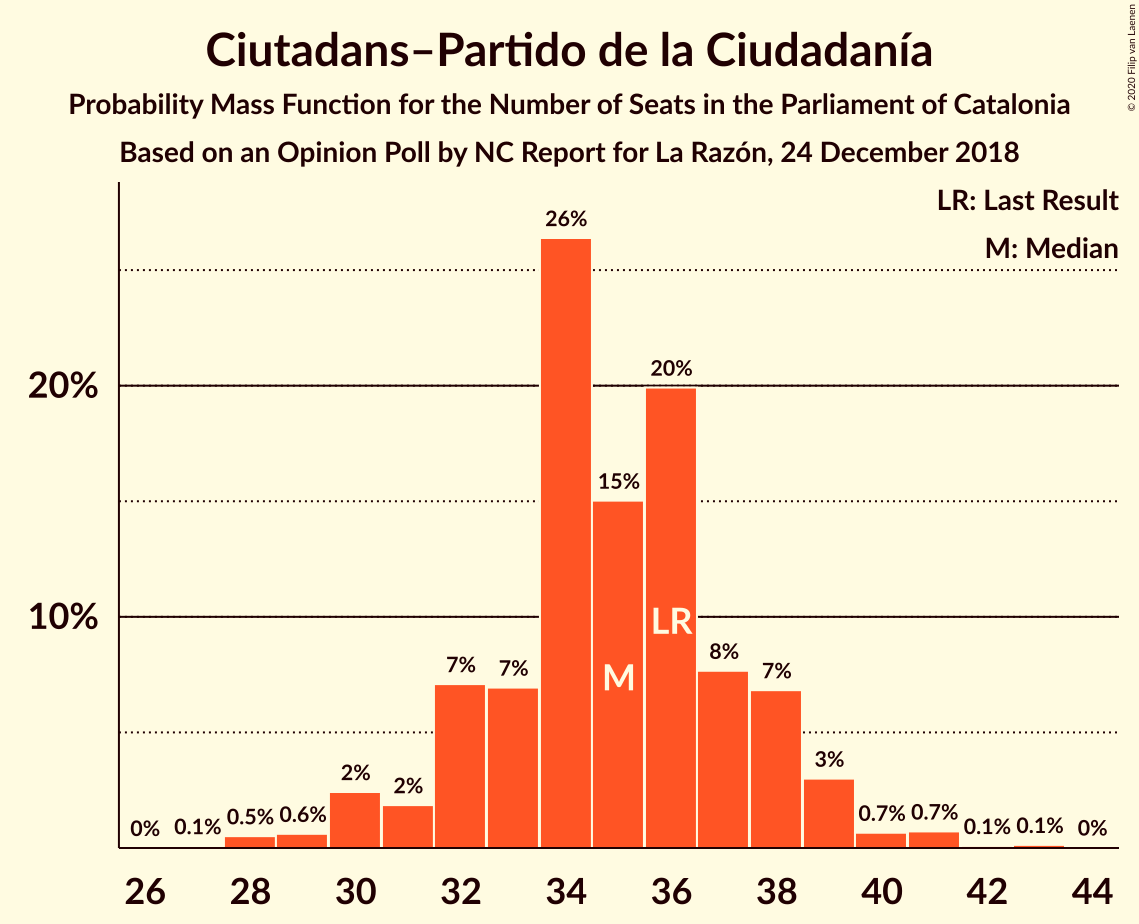 Ciutadans–Partido de la Ciudadanía
Probability Mass Function for the Number of Seats in the Parliament of Catalonia
Based on an Opinion Poll by NC Report for La Razón, 24 December 2018
© 2020 Filip van Laenen
LR: Last Result
M: Median
20%
10%
0%
0.1%
0.5%
0.6%
2%
2%
7%
7%
26%
15%
20%
8%
7%
3%
0.7%
0.7%
0.1%
0.1%
0%
M
LR
26 28 30 32 34 36 38 40 42 44